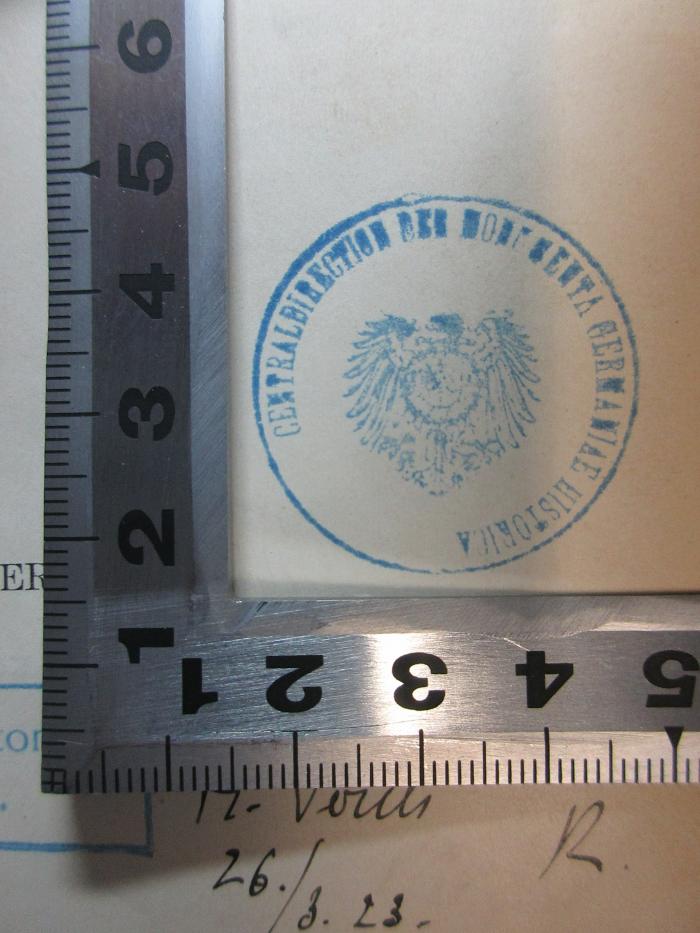 6
5
4
3
2
1
1 2 3 4 5
CENTRALDIRECTION DER MONUMENTA GERMANIAE HISTORICA
ER
tor
R.
26./3. 23.